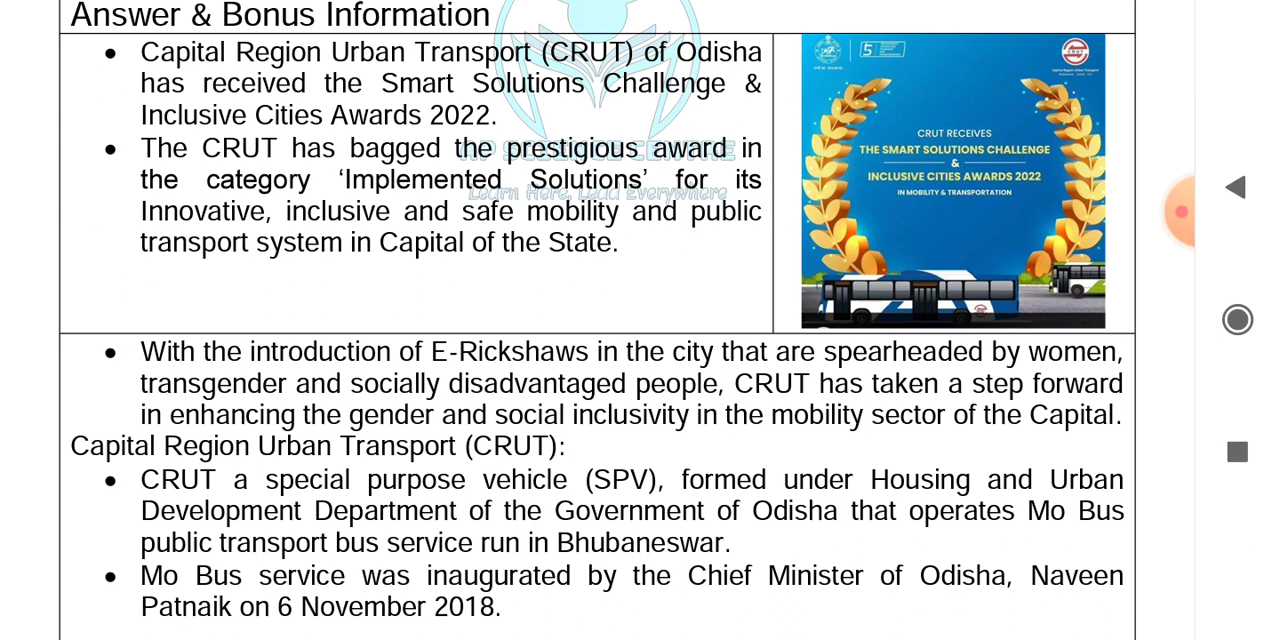 Answer & Bonus Information
• Capital Region Urban Transport (CRUT) of Odisha
has received the Smart Solutions Challenge &
Inclusive Cities Awards 2022.
• The CRUT has bagged the prestigious award in
the category ‘Implemented Solutions’ for its
Innovative, inclusive and safe mobility and public
transport system in Capital of the State.
Learn Here, Lead Everywhere
5
CRUT
CRUT RECEIVES
THE SMART SOLUTIONS CHALLENGE
&
INCLUSIVE CITIES AWARDS 2022
IN MOBILITY & TRANSPORTATION
• With the introduction of E-Rickshaws in the city that are spearheaded by women,
transgender and socially disadvantaged people, CRUT has taken a step forward
in enhancing the gender and social inclusivity in the mobility sector of the Capital.
Capital Region Urban Transport (CRUT):
• CRUT a special purpose vehicle (SPV), formed under Housing and Urban
Development Department of the Government of Odisha that operates Mo Bus
public transport bus service run in Bhubaneswar.
• Mo Bus service was inaugurated by the Chief Minister of Odisha, Naveen
Patnaik on 6 November 2018.